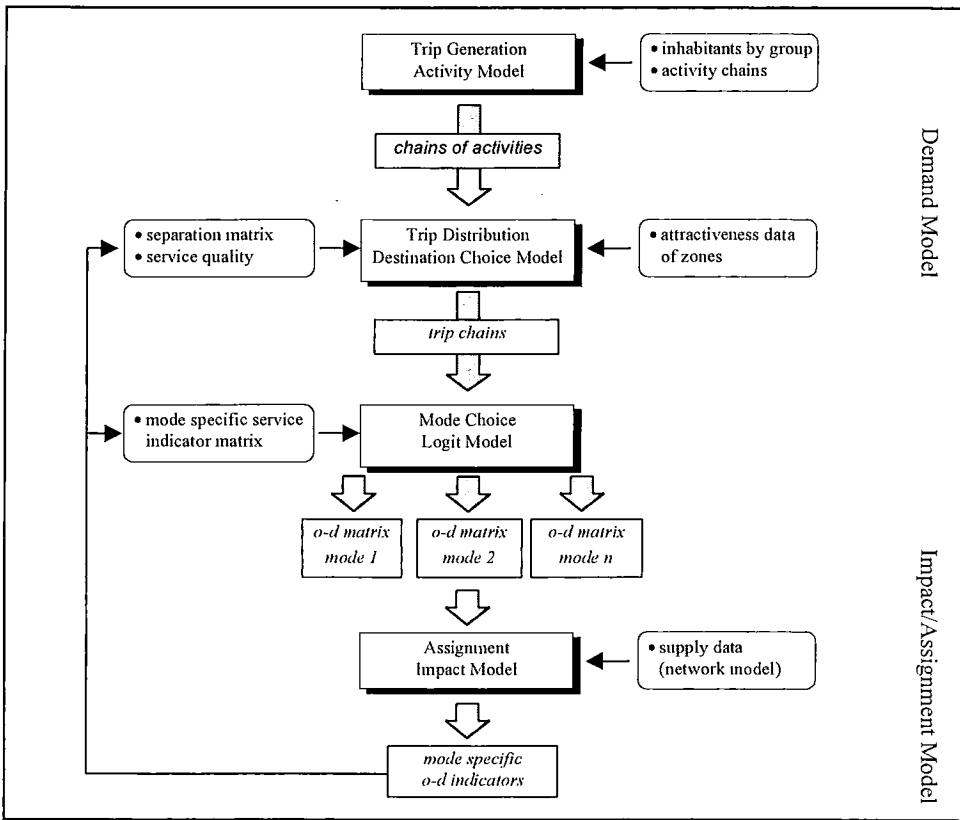 Trip Generation
Activity Model
• inhabitants by group
• activity chains
chains of activities
Demand Model
• separation matrix
• service quality
Trip Distribution
Destination Choice Model
• attractiveness data
of zones
trip chains
• mode specific service
indicator matrix
Mode Choice
Logit Model
o-d matrix
mode 1
o-d matrix
mode 2
o-d matrix
mode n
Impact/Assignment Model
Assignment
Impact Model
• supply data
(network model)
mode specific
o-d indicators